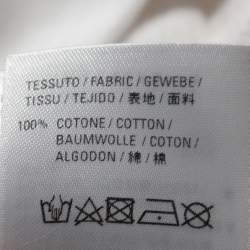 TESSUTO / FABRIC / GEWEBE /
TISSU / TEJIDO / 表地 / 面料
100% COTONE / COTTON /
BAUMWOLLE / COTON /
ALGODON / 綿 / 棉